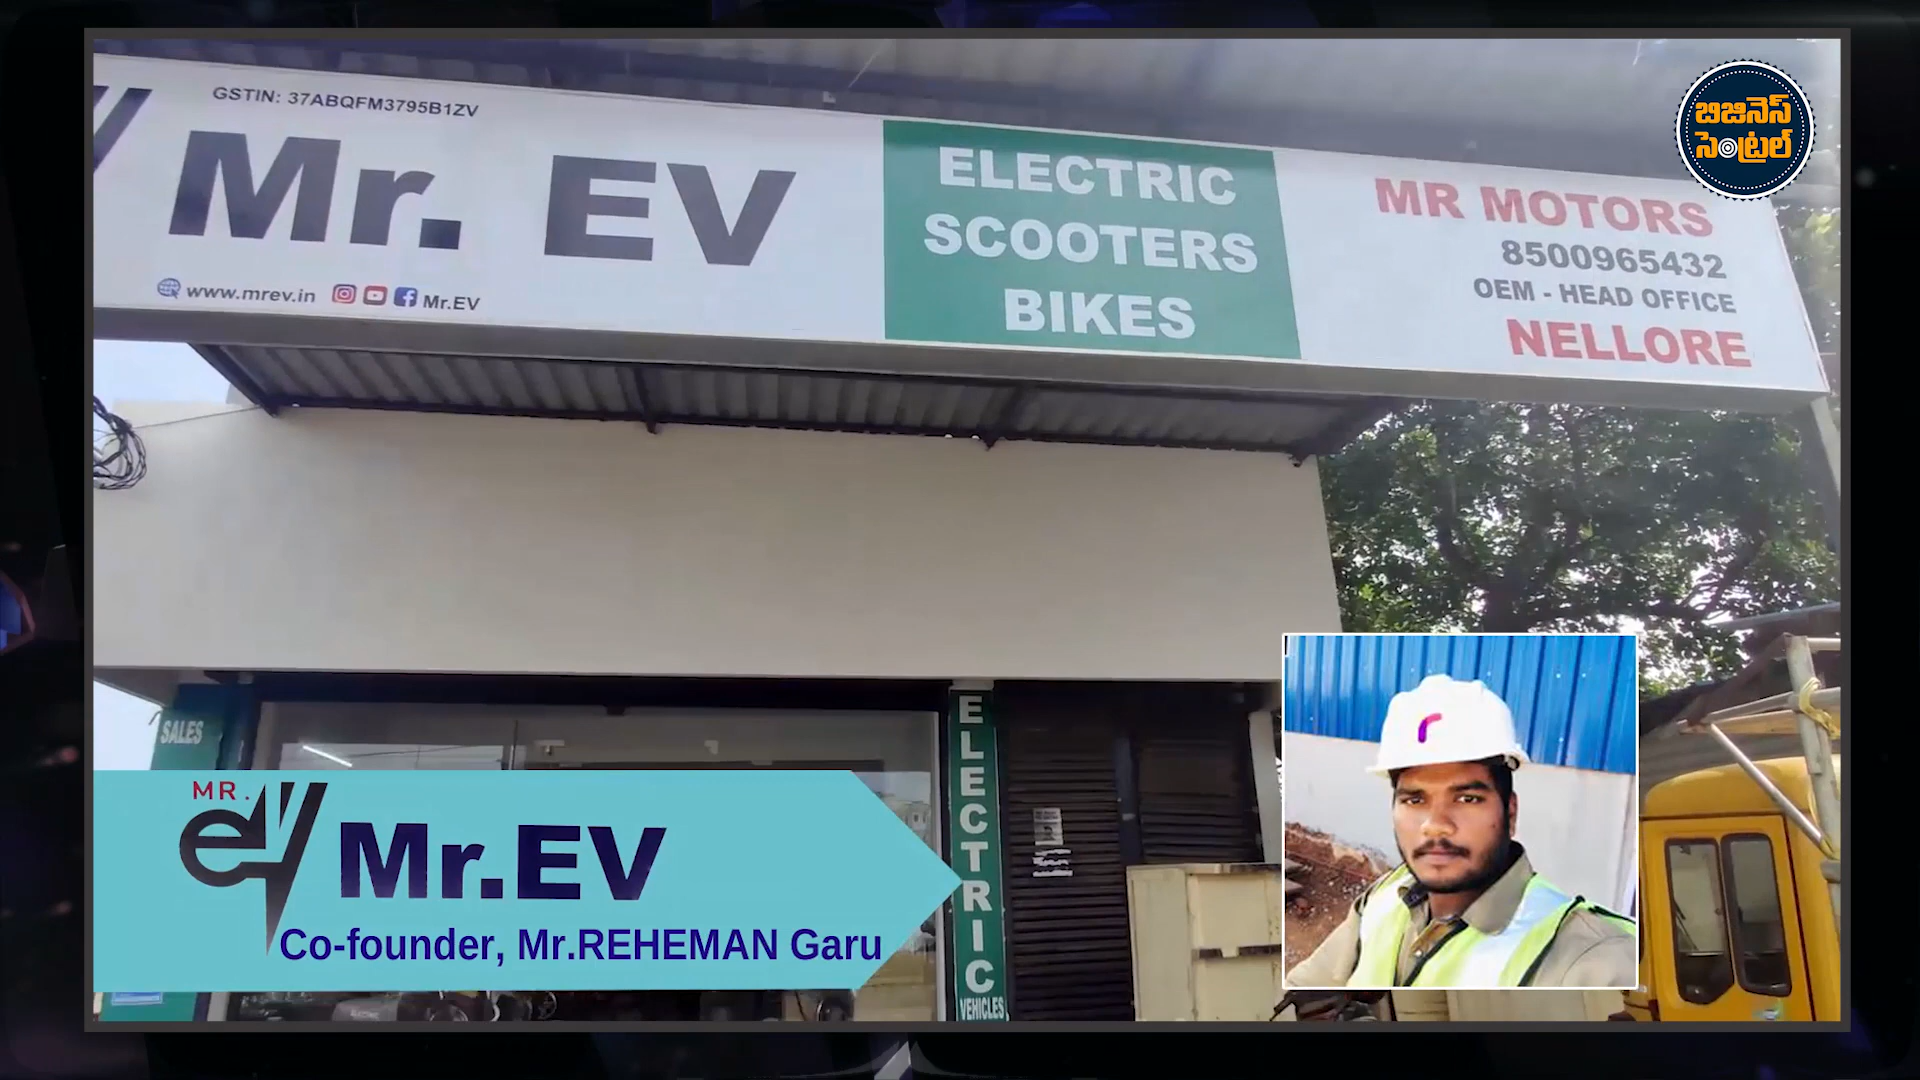 GSTIN: 37ABQFM3795B1ZV
Mr. EV
www.mrev.in
Mr.EV
ELECTRIC
SCOOTERS
BIKES
MR MOTORS
8500965432
OEM - HEAD OFFICE
NELLORE
బిజినెస్
సెంట్రల్
SALES
ELECTRIC
VEHICLES
MR.
eV
Mr.EV
Co-founder, Mr.REHEMAN Garu
r